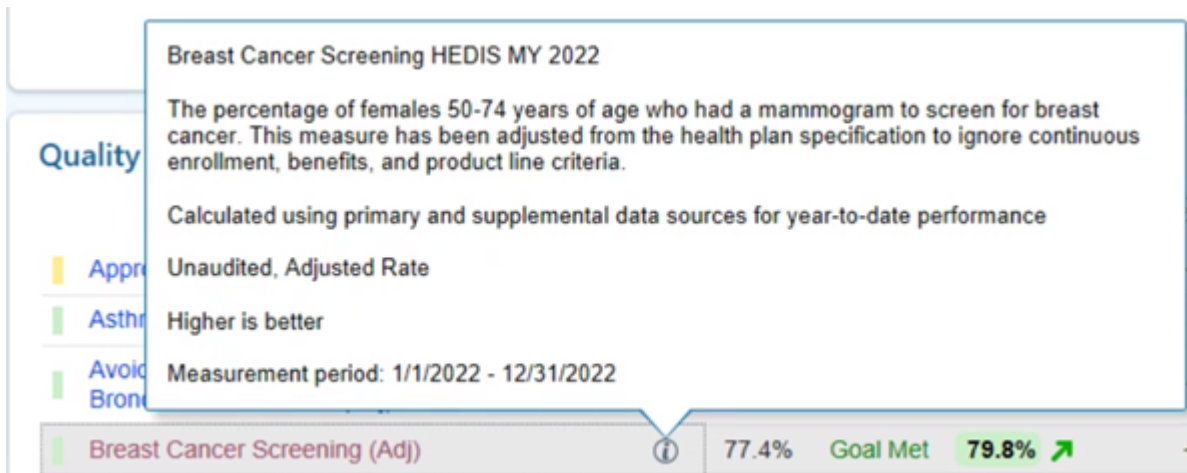 Breast Cancer Screening HEDIS MY 2022
The percentage of females 50-74 years of age who had a mammogram to screen for breast
cancer. This measure has been adjusted from the health plan specification to ignore continuous
enrollment, benefits, and product line criteria.
Calculated using primary and supplemental data sources for year-to-date performance
Unaudited, Adjusted Rate
Higher is better
Measurement period: 1/1/2022 - 12/31/2022
Quality
Breast Cancer Screening (Adj) i 77.4% Goal Met 79.8%